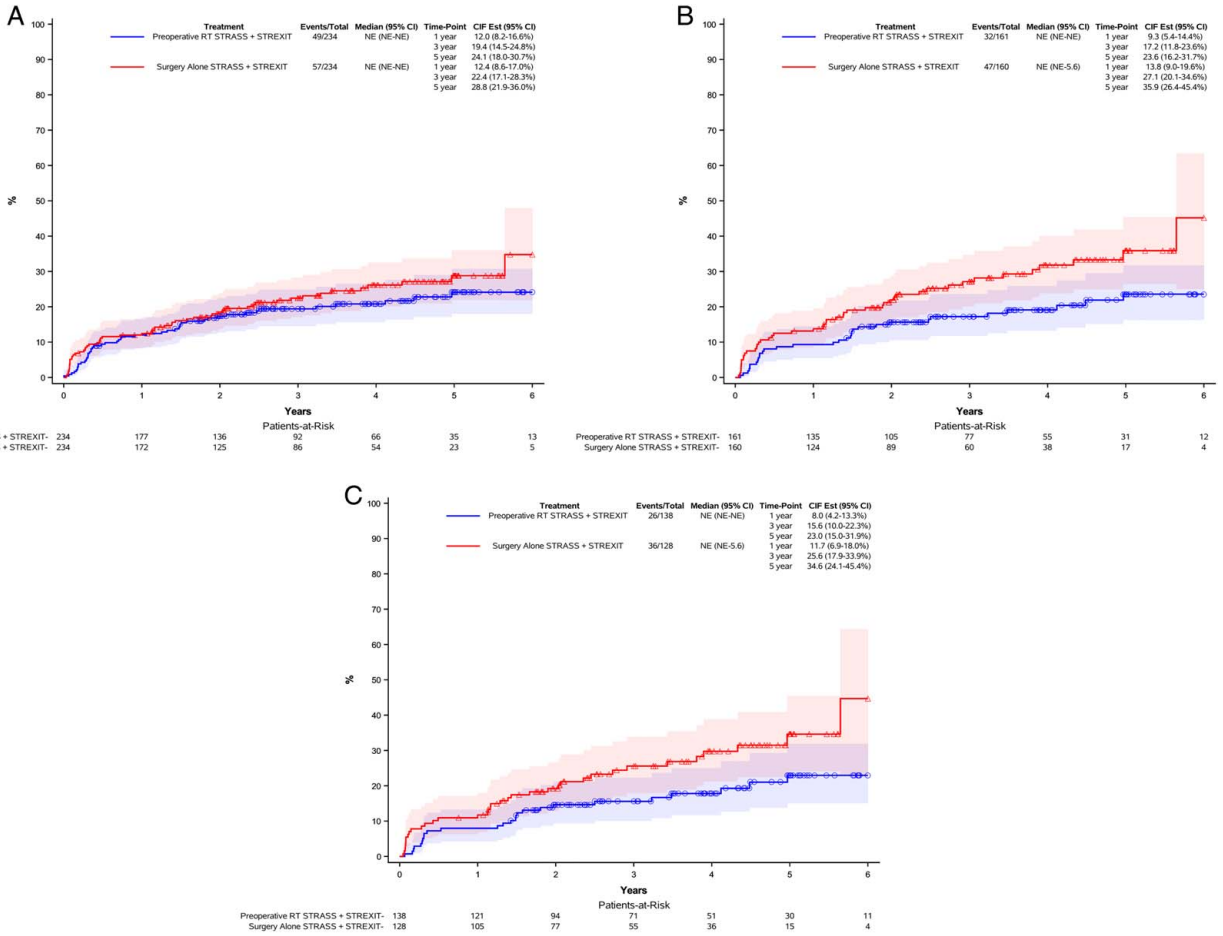 A
Treatment Events/Total Median (95% CI) Time-Point CIF Est (95% CI)
Preoperative RT STRASS + STREXIT 49/234 NE (NE-NE) 1 year 12.0 (8.2-16.6%)
3 year 19.4 (14.5-24.8%)
5 year 24.1 (18.0-30.7%)
Surgery Alone STRASS + STREXIT 57/234 NE (NE-NE) 1 year 12.4 (8.6-17.0%)
3 year 22.4 (17.1-28.3%)
5 year 28.8 (21.9-36.0%)
100
90
80
70
60
50
40
30
20
10
0
%
0 1 2 3 4 5 6
Years
Patients-at-Risk
+ STREXIT- 234 177 136 92 66 35 13
+ STREXIT- 234 172 125 86 54 23 5
B
Treatment Events/Total Median (95% CI) Time-Point CIF Est (95% CI)
Preoperative RT STRASS + STREXIT 32/161 NE (NE-NE) 1 year 9.3 (5.4-14.4%)
3 year 17.2 (11.8-23.6%)
5 year 23.6 (16.2-31.7%)
Surgery Alone STRASS + STREXIT 47/160 NE (NE-5.6) 1 year 13.8 (9.0-19.6%)
3 year 27.1 (20.1-34.6%)
5 year 35.9 (26.4-45.4%)
100
90
80
70
60
50
40
30
20
10
0
%
0 1 2 3 4 5 6
Years
Patients-at-Risk
Preoperative RT STRASS + STREXIT- 161 135 105 77 55 31 12
Surgery Alone STRASS + STREXIT- 160 124 89 60 38 17 4
C
Treatment Events/Total Median (95% CI) Time-Point CIF Est (95% CI)
Preoperative RT STRASS + STREXIT 26/138 NE (NE-NE) 1 year 8.0 (4.2-13.3%)
3 year 15.6 (10.0-22.3%)
5 year 23.0 (15.0-31.9%)
Surgery Alone STRASS + STREXIT 36/128 NE (NE-5.6) 1 year 11.7 (6.9-18.0%)
3 year 25.6 (17.9-33.9%)
5 year 34.6 (24.1-45.4%)
100
90
80
70
60
50
40
30
20
10
0
%
0 1 2 3 4 5 6
Years
Patients-at-Risk
Preoperative RT STRASS + STREXIT- 138 121 94 71 51 30 11
Surgery Alone STRASS + STREXIT- 128 105 77 55 36 15 4